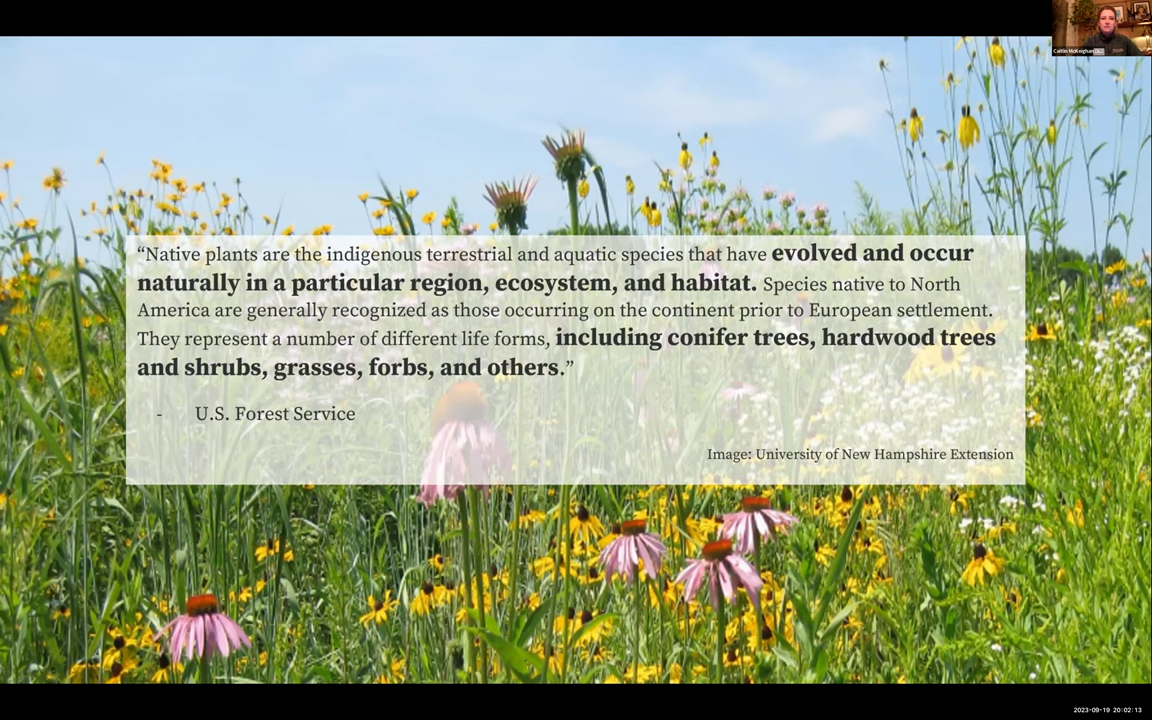 Caitlin McKeighan
“Native plants are the indigenous terrestrial and aquatic species that have evolved and occur
naturally in a particular region, ecosystem, and habitat. Species native to North
America are generally recognized as those occurring on the continent prior to European settlement.
They represent a number of different life forms, including conifer trees, hardwood trees
and shrubs, grasses, forbs, and others.”
- U.S. Forest Service
Image: University of New Hampshire Extension
2023-09-19 20:02:13